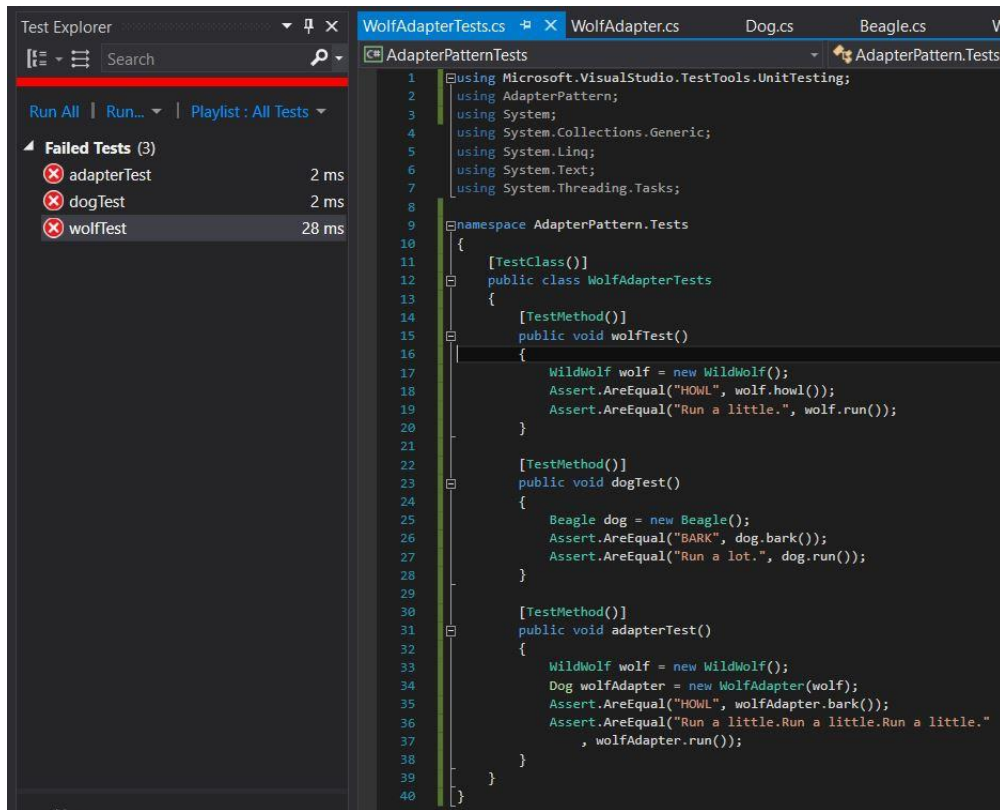 Test Explorer
Search
Run All | Run... | Playlist : All Tests
Failed Tests (3)
adapterTest 2 ms
dogTest 2 ms
wolfTest 28 ms
WolfAdapterTests.cs WolfAdapter.cs Dog.cs Beagle.cs
AdapterPatternTests AdapterPattern.Tests
1 using Microsoft.VisualStudio.TestTools.UnitTesting;
2 using AdapterPattern;
3 using System;
4 using System.Collections.Generic;
5 using System.Linq;
6 using System.Text;
7 using System.Threading.Tasks;
8
9 namespace AdapterPattern.Tests
10 {
11 [TestClass()]
12 public class WolfAdapterTests
13 {
14 [TestMethod()]
15 public void wolfTest()
16 {
17 WildWolf wolf = new WildWolf();
18 Assert.AreEqual("HOWL", wolf.howl());
19 Assert.AreEqual("Run a little.", wolf.run());
20 }
21
22 [TestMethod()]
23 public void dogTest()
24 {
25 Beagle dog = new Beagle();
26 Assert.AreEqual("BARK", dog.bark());
27 Assert.AreEqual("Run a lot.", dog.run());
28 }
29
30 [TestMethod()]
31 public void adapterTest()
32 {
33 WildWolf wolf = new WildWolf();
34 Dog wolfAdapter = new WolfAdapter(wolf);
35 Assert.AreEqual("HOWL", wolfAdapter.bark());
36 Assert.AreEqual("Run a little.Run a little.Run a little."
37 , wolfAdapter.run());
38 }
39 }
40 }